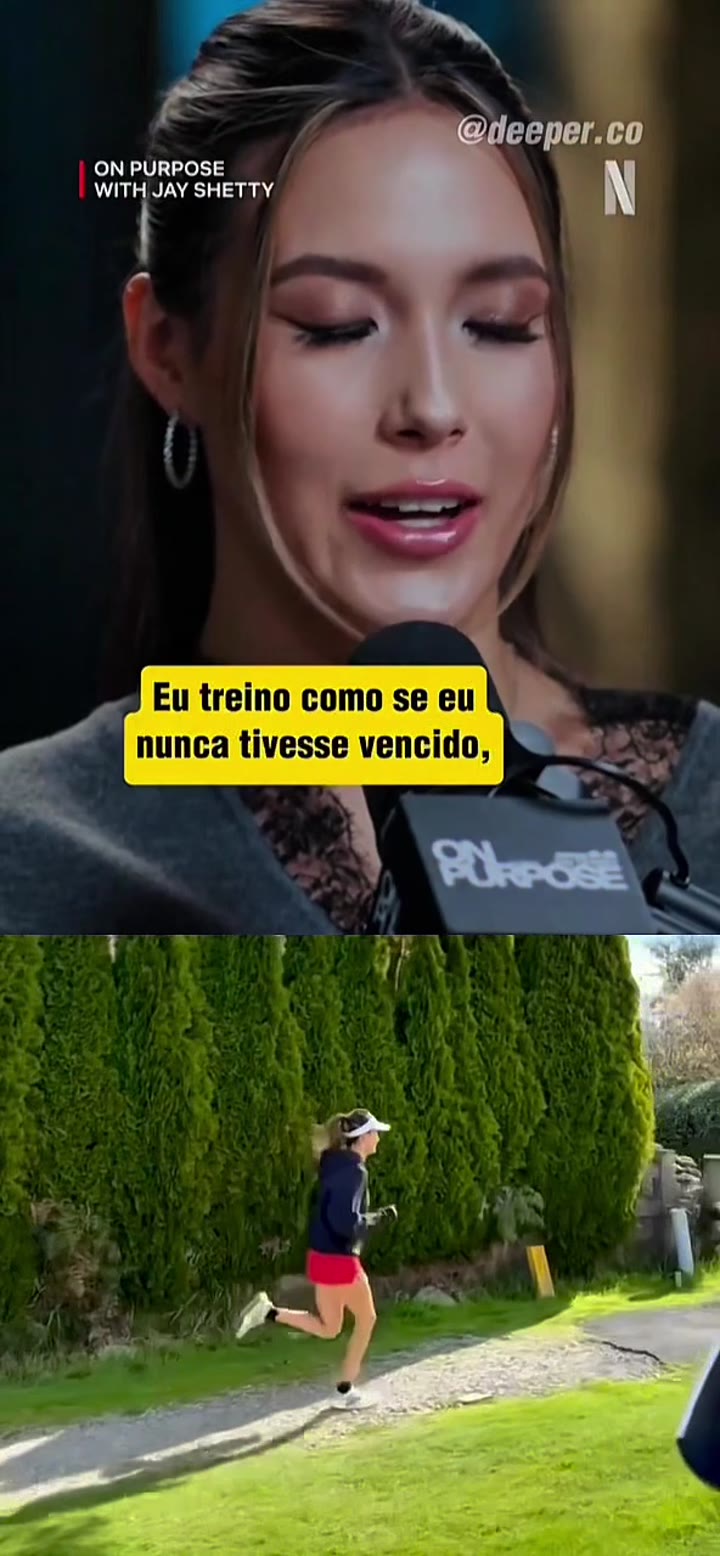 @deeper.co
ON PURPOSE
WITH JAY SHETTY
N
Eu treino como se eu
nunca tivesse vencido,
ON
PURPOSE